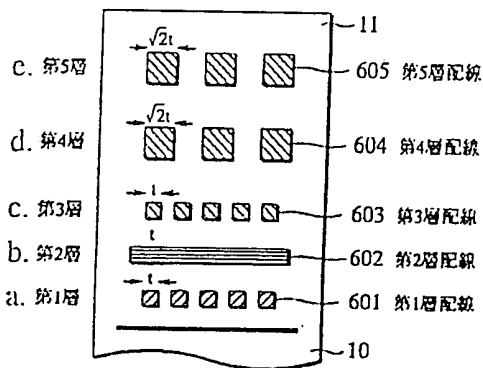 11
√2t
e. 第5層
605 第5層配線
√2t
d. 第4層
604 第4層配線
t
c. 第3層
603 第3層配線
t
b. 第2層
602 第2層配線
t
a. 第1層
601 第1層配線
10